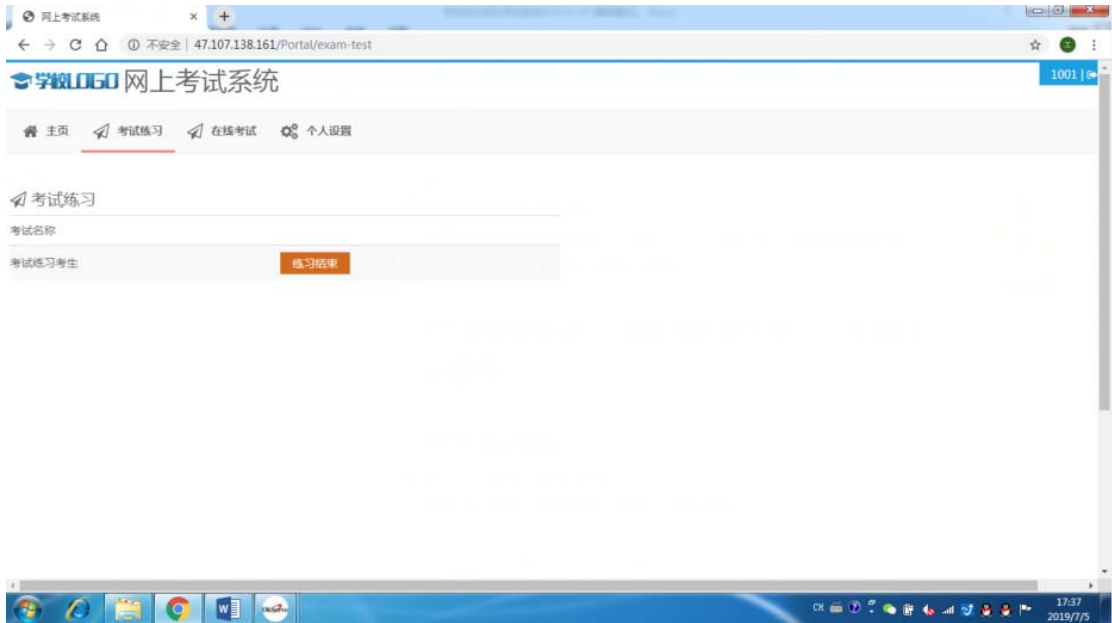 网上考试系统
不安全 | 47.107.138.161/Portal/exam-test
学校LOGO 网上考试系统
1001 |
主页 考试练习 在线考试 个人设置
考试练习
考试名称
考试练习考生 练习结束
CH
17:37
2019/7/5